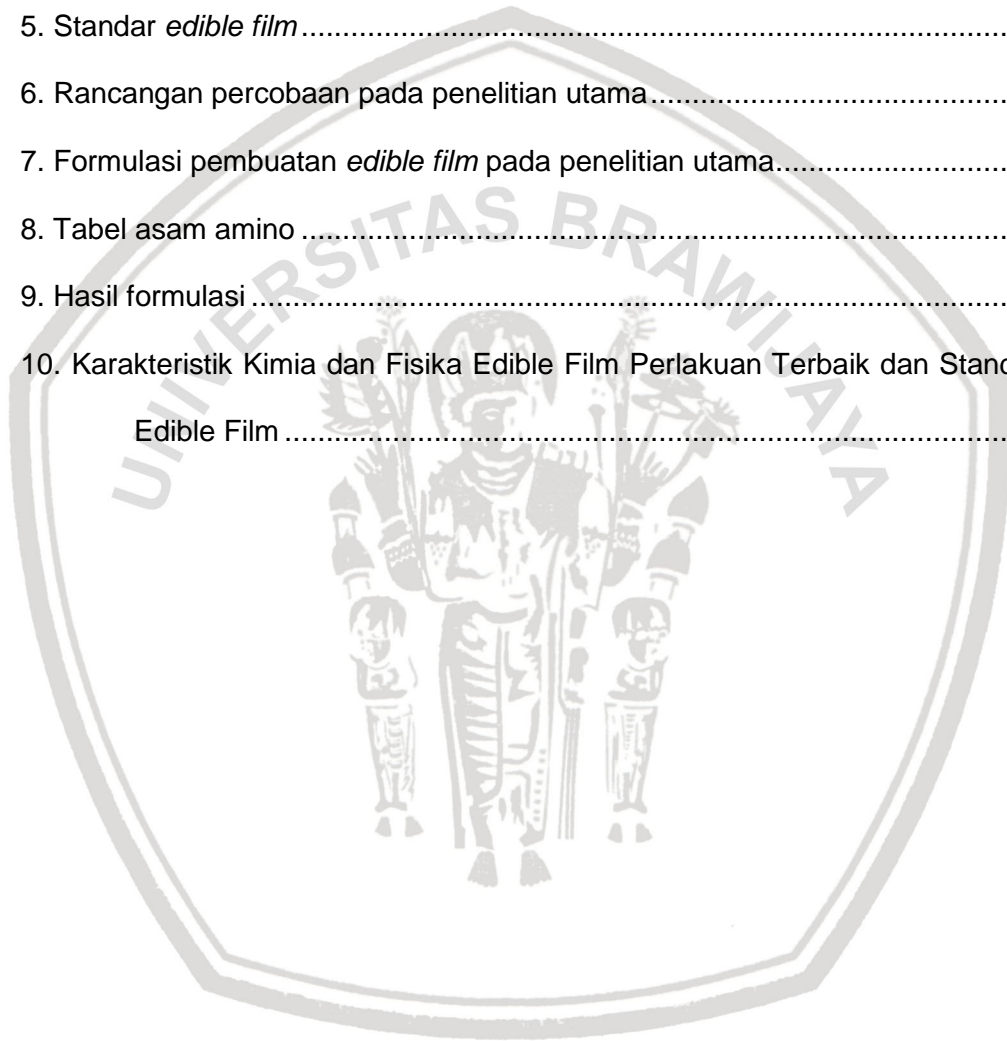 5. Standar edible film........................................................................................
6. Rancangan percobaan pada penelitian utama............................................
7. Formulasi pembuatan edible film pada penelitian utama............................
8. Tabel asam amino........................................................................................
9. Hasil formulasi..............................................................................................
10. Karakteristik Kimia dan Fisika Edible Film Perlakuan Terbaik dan Stand
Edible Film........................................................................................
UNIVERSITAS BRAWIJAYA